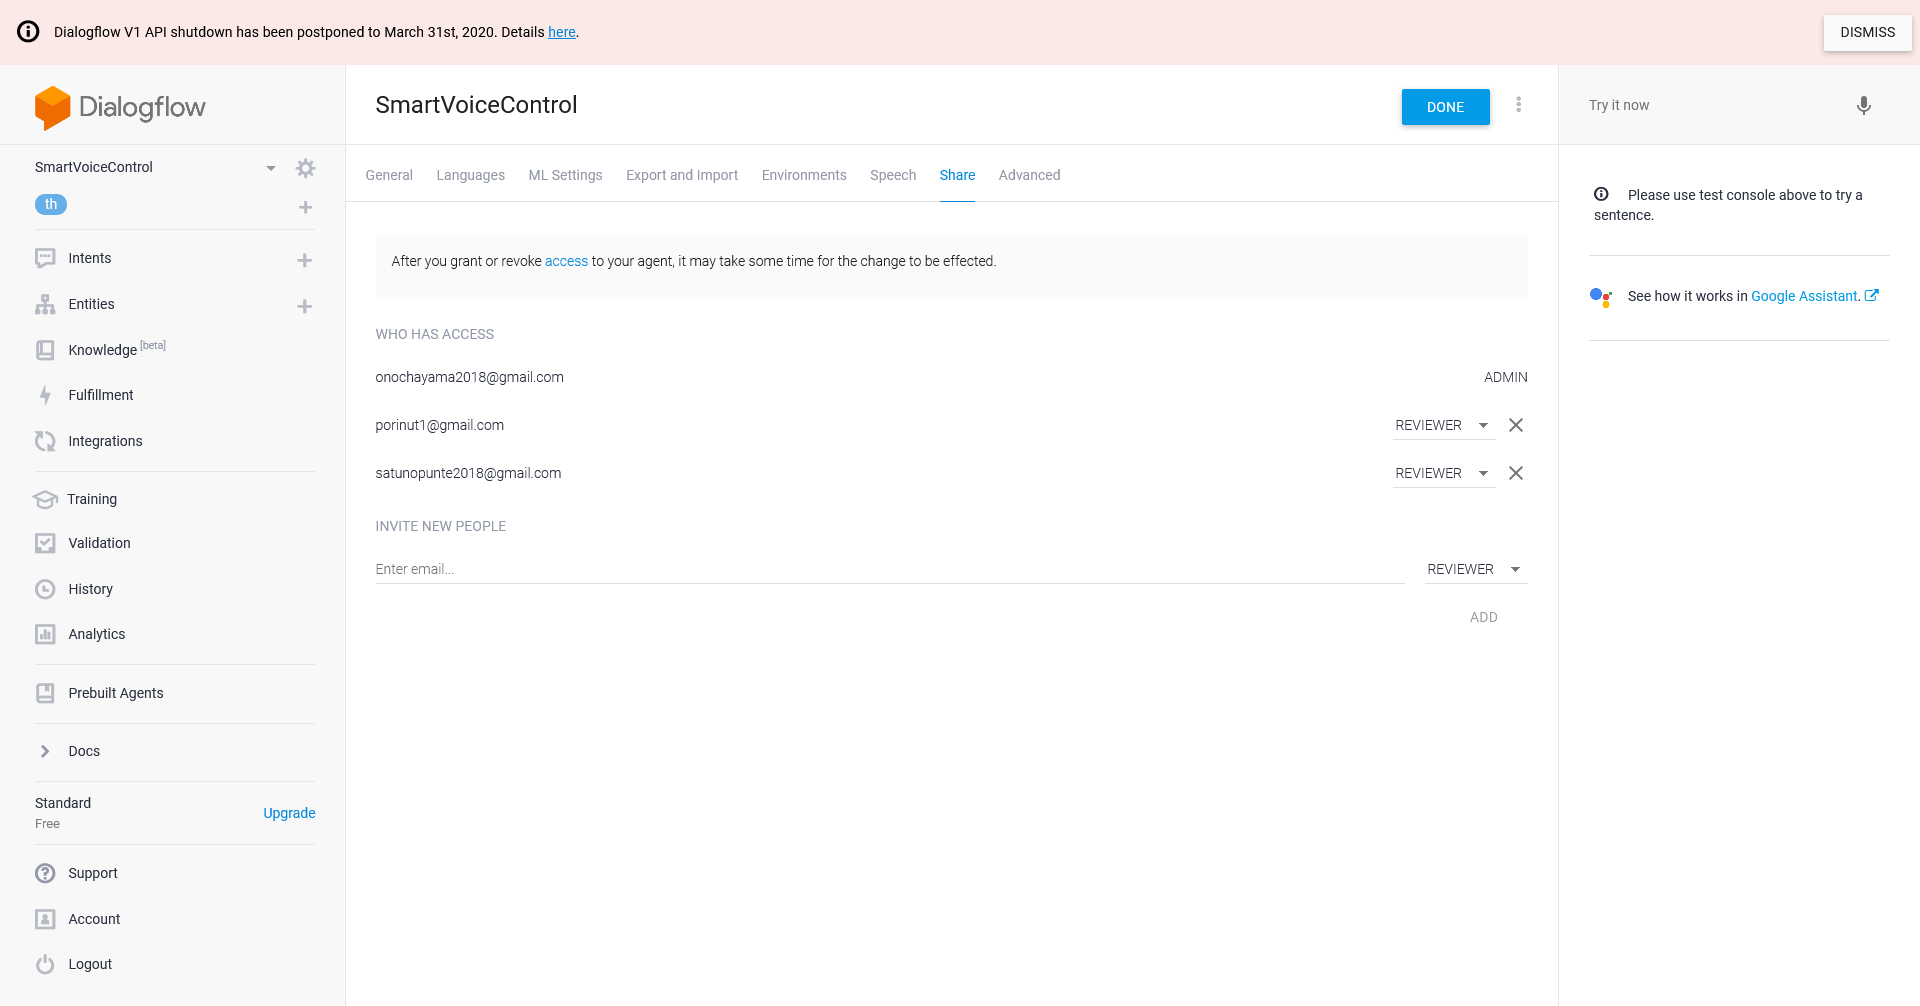 Dialogflow V1 API shutdown has been postponed to March 31st, 2020. Details here.
DISMISS
Dialogflow
SmartVoiceControl
th
Intents
Entities
Knowledge [beta]
Fulfillment
Integrations
Training
Validation
History
Analytics
Prebuilt Agents
Docs
Standard
Free
Upgrade
Support
Account
Logout
SmartVoiceControl
DONE
General Languages ML Settings Export and Import Environments Speech Share Advanced
After you grant or revoke access to your agent, it may take some time for the change to be effected.
WHO HAS ACCESS
onochayama2018@gmail.com ADMIN
porinut1@gmail.com REVIEWER
satunopunte2018@gmail.com REVIEWER
INVITE NEW PEOPLE
Enter email... REVIEWER
ADD
Try it now
Please use test console above to try a
sentence.
See how it works in Google Assistant.